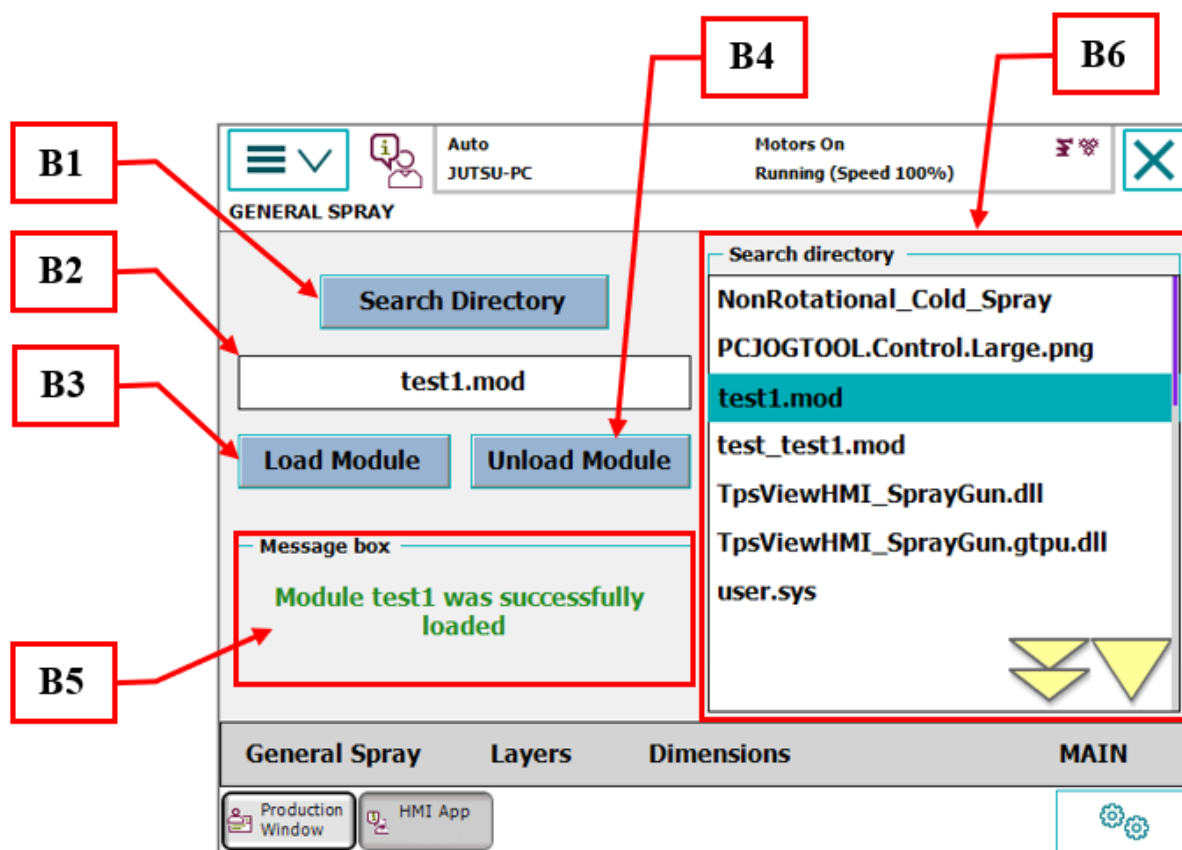 B4
B6
B1
Auto
JUTSU-PC
Motors On
Running (Speed 100%)
GENERAL SPRAY
B2
Search Directory
Search directory
NonRotational_Cold_Spray
PCJOGTOOL.Control.Large.png
test1.mod
test1.mod
B3
Load Module
Unload Module
test_test1.mod
TpsViewHMI_SprayGun.dll
TpsViewHMI_SprayGun.gtpu.dll
user.sys
Message box
Module test1 was successfully
loaded
B5
General Spray
Layers
Dimensions
MAIN
Production
Window
HMI App